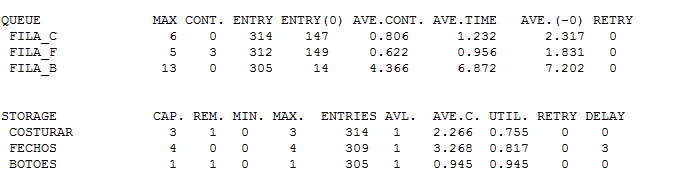 QUEUE MAX CONT. ENTRY ENTRY(0) AVE.CONT. AVE.TIME AVE.(-0) RETRY
FILA_C 6 0 314 147 0.806 1.232 2.317 0
FILA_F 5 3 312 149 0.622 0.956 1.831 0
FILA_B 13 0 305 14 4.366 6.872 7.202 0
STORAGE CAP. REM. MIN. MAX. ENTRIES AVL. AVE.C. UTIL. RETRY DELAY
COSTURAR 3 1 0 3 314 1 2.266 0.755 0 0
FECHOS 4 0 0 4 309 1 3.268 0.817 0 3
BOTOES 1 1 0 1 305 1 0.945 0.945 0 0